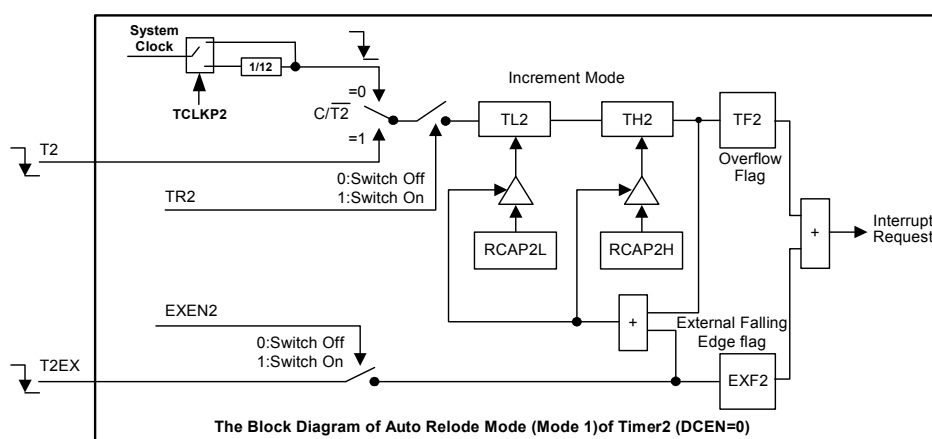 System
Clock
1/12
TCLKP2
Increment Mode
=0
C/T2
=1
TL2
TH2
TF2
Overflow
Flag
T2
0:Switch Off
1:Switch On
TR2
RCAP2L
RCAP2H
+
Interrupt
Request
EXEN2
0:Switch Off
1:Switch On
+
External Falling
Edge flag
T2EX
EXF2
The Block Diagram of Auto Relode Mode (Mode 1)of Timer2 (DCEN=0)